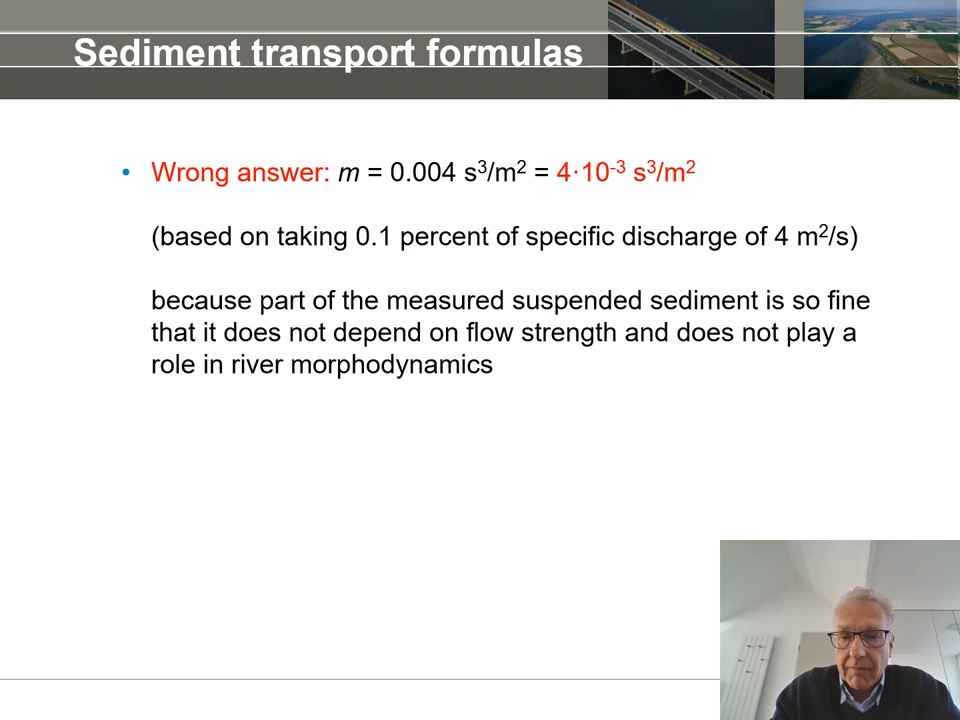 Sediment transport formulas
• Wrong answer: m = 0.004 s³/m² = 4·10⁻³ s³/m²
(based on taking 0.1 percent of specific discharge of 4 m²/s)
because part of the measured suspended sediment is so fine
that it does not depend on flow strength and does not play a
role in river morphodynamics